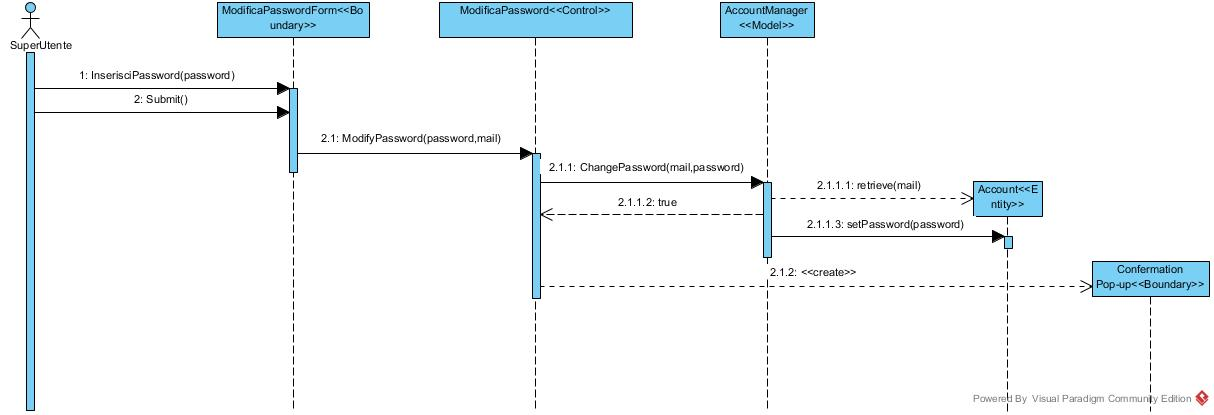 SuperUtente
ModificaPasswordForm<<Bo
undary>>
ModificaPassword<<Control>>
AccountManager
<<Model>>
1: InserisciPassword(password)
2: Submit()
2.1: ModifyPassword(password,mail)
2.1.1: ChangePassword(mail,password)
2.1.1.1: retrieve(mail)
Account<<E
ntity>>
2.1.1.2: true
2.1.1.3: setPassword(password)
2.1.2: <<create>>
Confermation
Pop-up<<Boundary>>
Powered By Visual Paradigm Community Edition